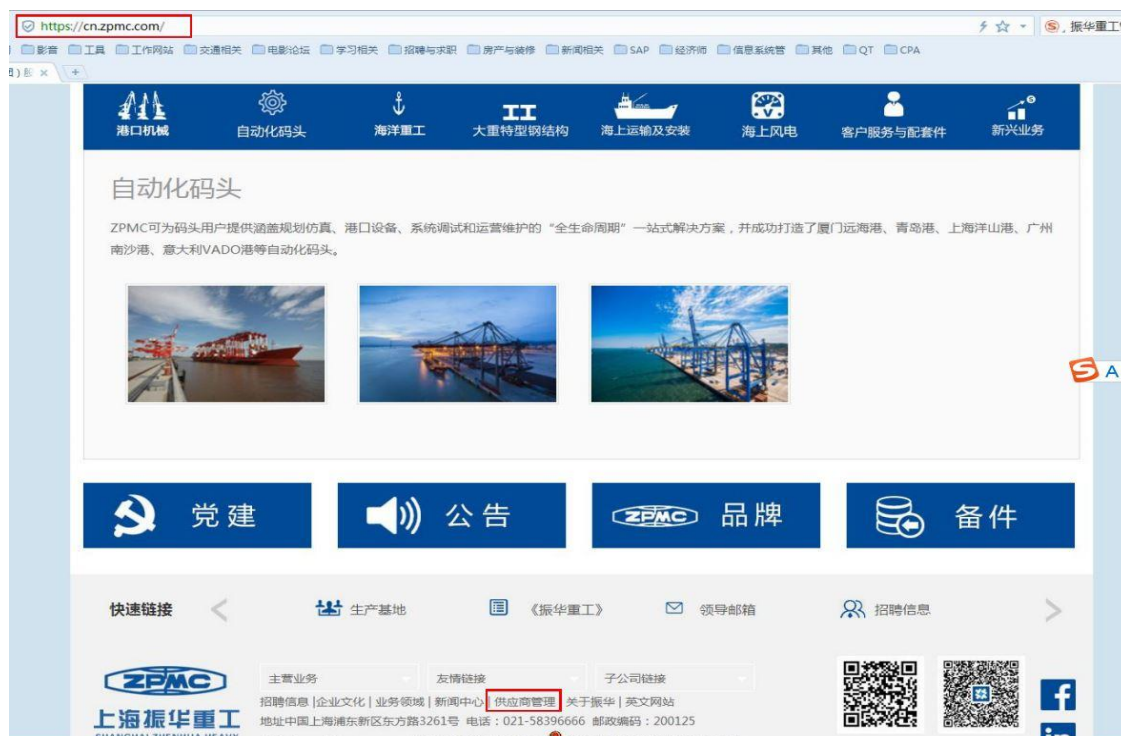 https://cn.zpmc.com/
振华重工
影音 工具 工作网站 交通相关 电影论坛 学习相关 招聘与求职 房产与装修 新闻相关 SAP 经济师 信息系统管 其他 QT CPA
港口机械 自动化码头 海洋重工 大重特型钢结构 海上运输及安装 海上风电 客户服务与配套件 新兴业务
自动化码头
ZPMC可为码头用户提供涵盖规划仿真、港口设备、系统调试和运营维护的“全生命周期”一站式解决方案，并成功打造了厦门远海港、青岛港、上海洋山港、广州
南沙港、意大利VADO港等自动化码头。
党建 公告 ZPMC 品牌 备件
快速链接 生产基地 《振华重工》 领导邮箱 招聘信息
ZPMC 主营业务 友情链接 子公司链接
招聘信息 | 企业文化 | 业务领域 | 新闻中心 | 供应商管理 关于振华 | 英文网站
上海振华重工 地址中国上海浦东新区东方路3261号 电话：021-58396666 邮政编码：200125